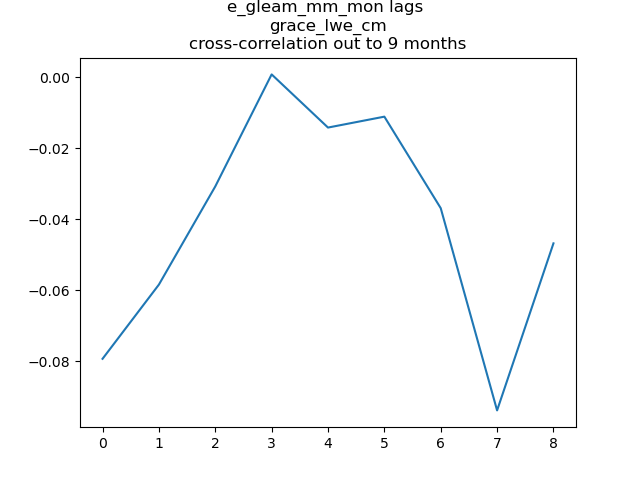 e_gleam_mm_mon lags
grace_lwe_cm
cross-correlation out to 9 months
0.00
−0.02
−0.04
−0.06
−0.08
0 1 2 3 4 5 6 7 8